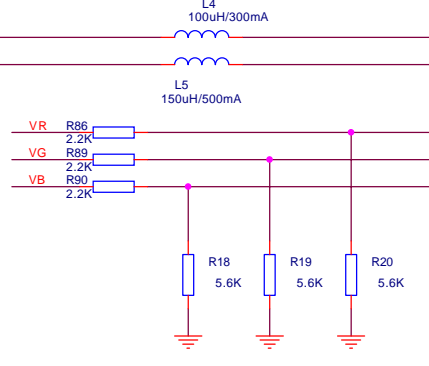 L4
100uH/300mA
L5
150uH/500mA
VR R86
2.2K
VG R89
2.2K
VB R90
2.2K
R18 R19 R20
5.6K 5.6K 5.6K